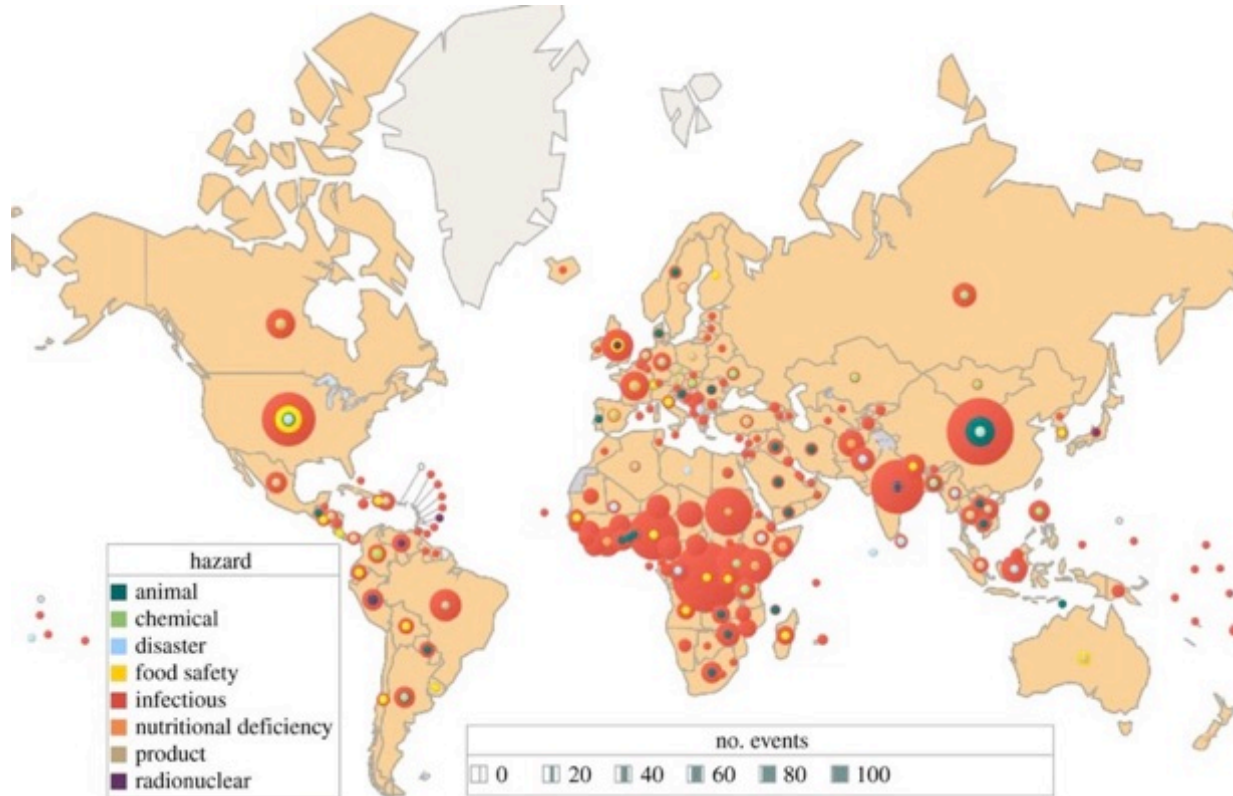 hazard
animal
chemical
disaster
food safety
infectious
nutritional deficiency
product
radionuclear
no. events
0 20 40 60 80 100